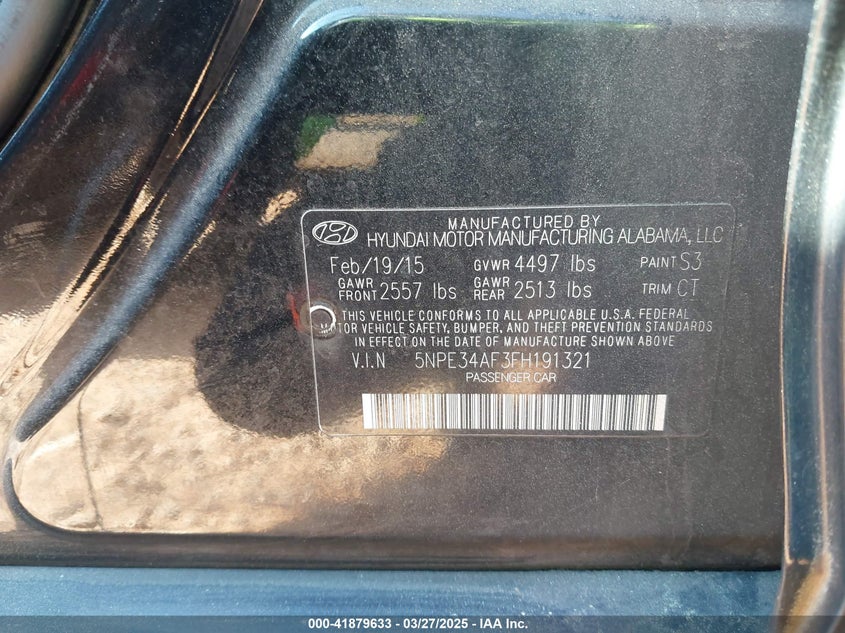 MANUFACTURED BY
HYUNDAI MOTOR MANUFACTURING ALABAMA, LLC
Feb/19/15 GVWR 4497 lbs PAINT S3
GAWR FRONT 2557 lbs GAWR REAR 2513 lbs TRIM CT
THIS VEHICLE CONFORMS TO ALL APPLICABLE U.S.A. FEDERAL
MOTOR VEHICLE SAFETY, BUMPER, AND THEFT PREVENTION STANDARDS
IN EFFECT ON THE DATE OF MANUFACTURE SHOWN ABOVE
V.I.N 5NPE34AF3FH191321
PASSENGER CAR
000-41879633 — 03/27/2025 — IAA Inc.